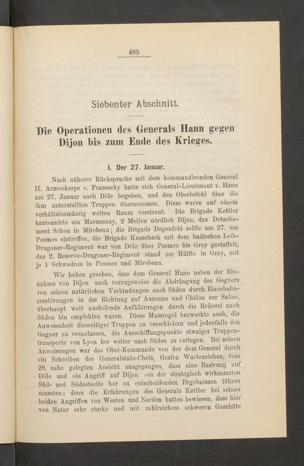 485
Siebenter Abschnitt.
Die Operationen des Generals Hann gegen
Dijon bis zum Ende des Krieges.
I. Der 27. Januar.
Nach näherer Rücksprache mit dem kommandirenden General
II. Armeekorps v. Fransecky hatte sich General-Lieutenant v. Hann
am 27. Januar nach Dôle begeben, und den Oberbefehl über die
ihm unterstellten Truppen übernommen. Diese waren auf einem
verhältnissmässig weiten Raum verstreut. Die Brigade Kettler
kantonnirte um Marsannay, 2 Meilen nördlich Dijon, das Detache-
ment Schon in Mirebeau; die Brigade Degenfeld sollte am 27. um
Pesmes eintreffen, die Brigade Knesebeck mit dem badischen Leib-
Dragoner-Regiment war von Dôle über Pesmes bis Gray gestaffelt,
das 2. Reserve-Dragoner-Regiment stand zur Hälfte in Gray, mit
je 1 Schwadron in Pesmes und Mirebeau.
Wir haben gesehen, dass dem General Hann neben der Ein-
nahme von Dijon auch vorzugsweise die Abdrängung des Gegners
von seinen natürlichen Verbindungen nach Süden durch Eisenbahn-
zerstörungen in der Richtung auf Auxonne und Châlon sur Saône,
überhaupt weit ausholende Aufklärungen durch die Reiterei nach
Süden hin empfohlen waren. Diese Massregel bezweckte auch, die
Anwesenheit diesseitiger Truppen zu verschleiern und jedenfalls den
Gegner zu veranlassen, die Ausschiffungspunkte etwaiger Truppen-
transporte von Lyon her weiter nach Süden zu verlegen. Bei seinen
Anweisungen war das Ober-Kommando von der dem General durch
ein Schreiben des Generalstabs-Chefs, Grafen Wartensleben, vom
28. nahe gelegten Ansicht ausgegangen, dass eine Basirung auf
Dôle und ein Angriff auf Dijon von der strategisch wirksamsten
Süd- und Südostseite her zu entscheidenden Ergebnissen führen
mussten; denn die Erfahrungen des Generals Kettler bei seinen
beiden Angriffen von Westen und Norden hatten bewiesen, dass hier
von Natur sehr starke und mit zahlreichem schweren Geschütz